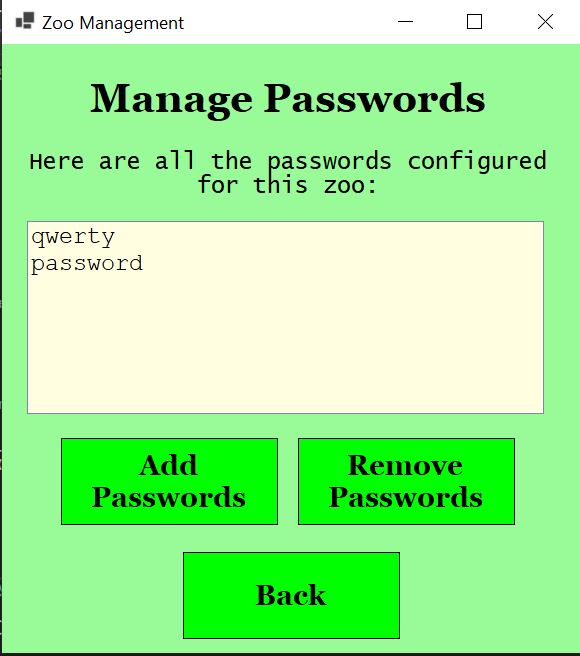 Zoo Management
Manage Passwords
Here are all the passwords configured
for this zoo:
qwerty
password
Add
Passwords
Remove
Passwords
Back